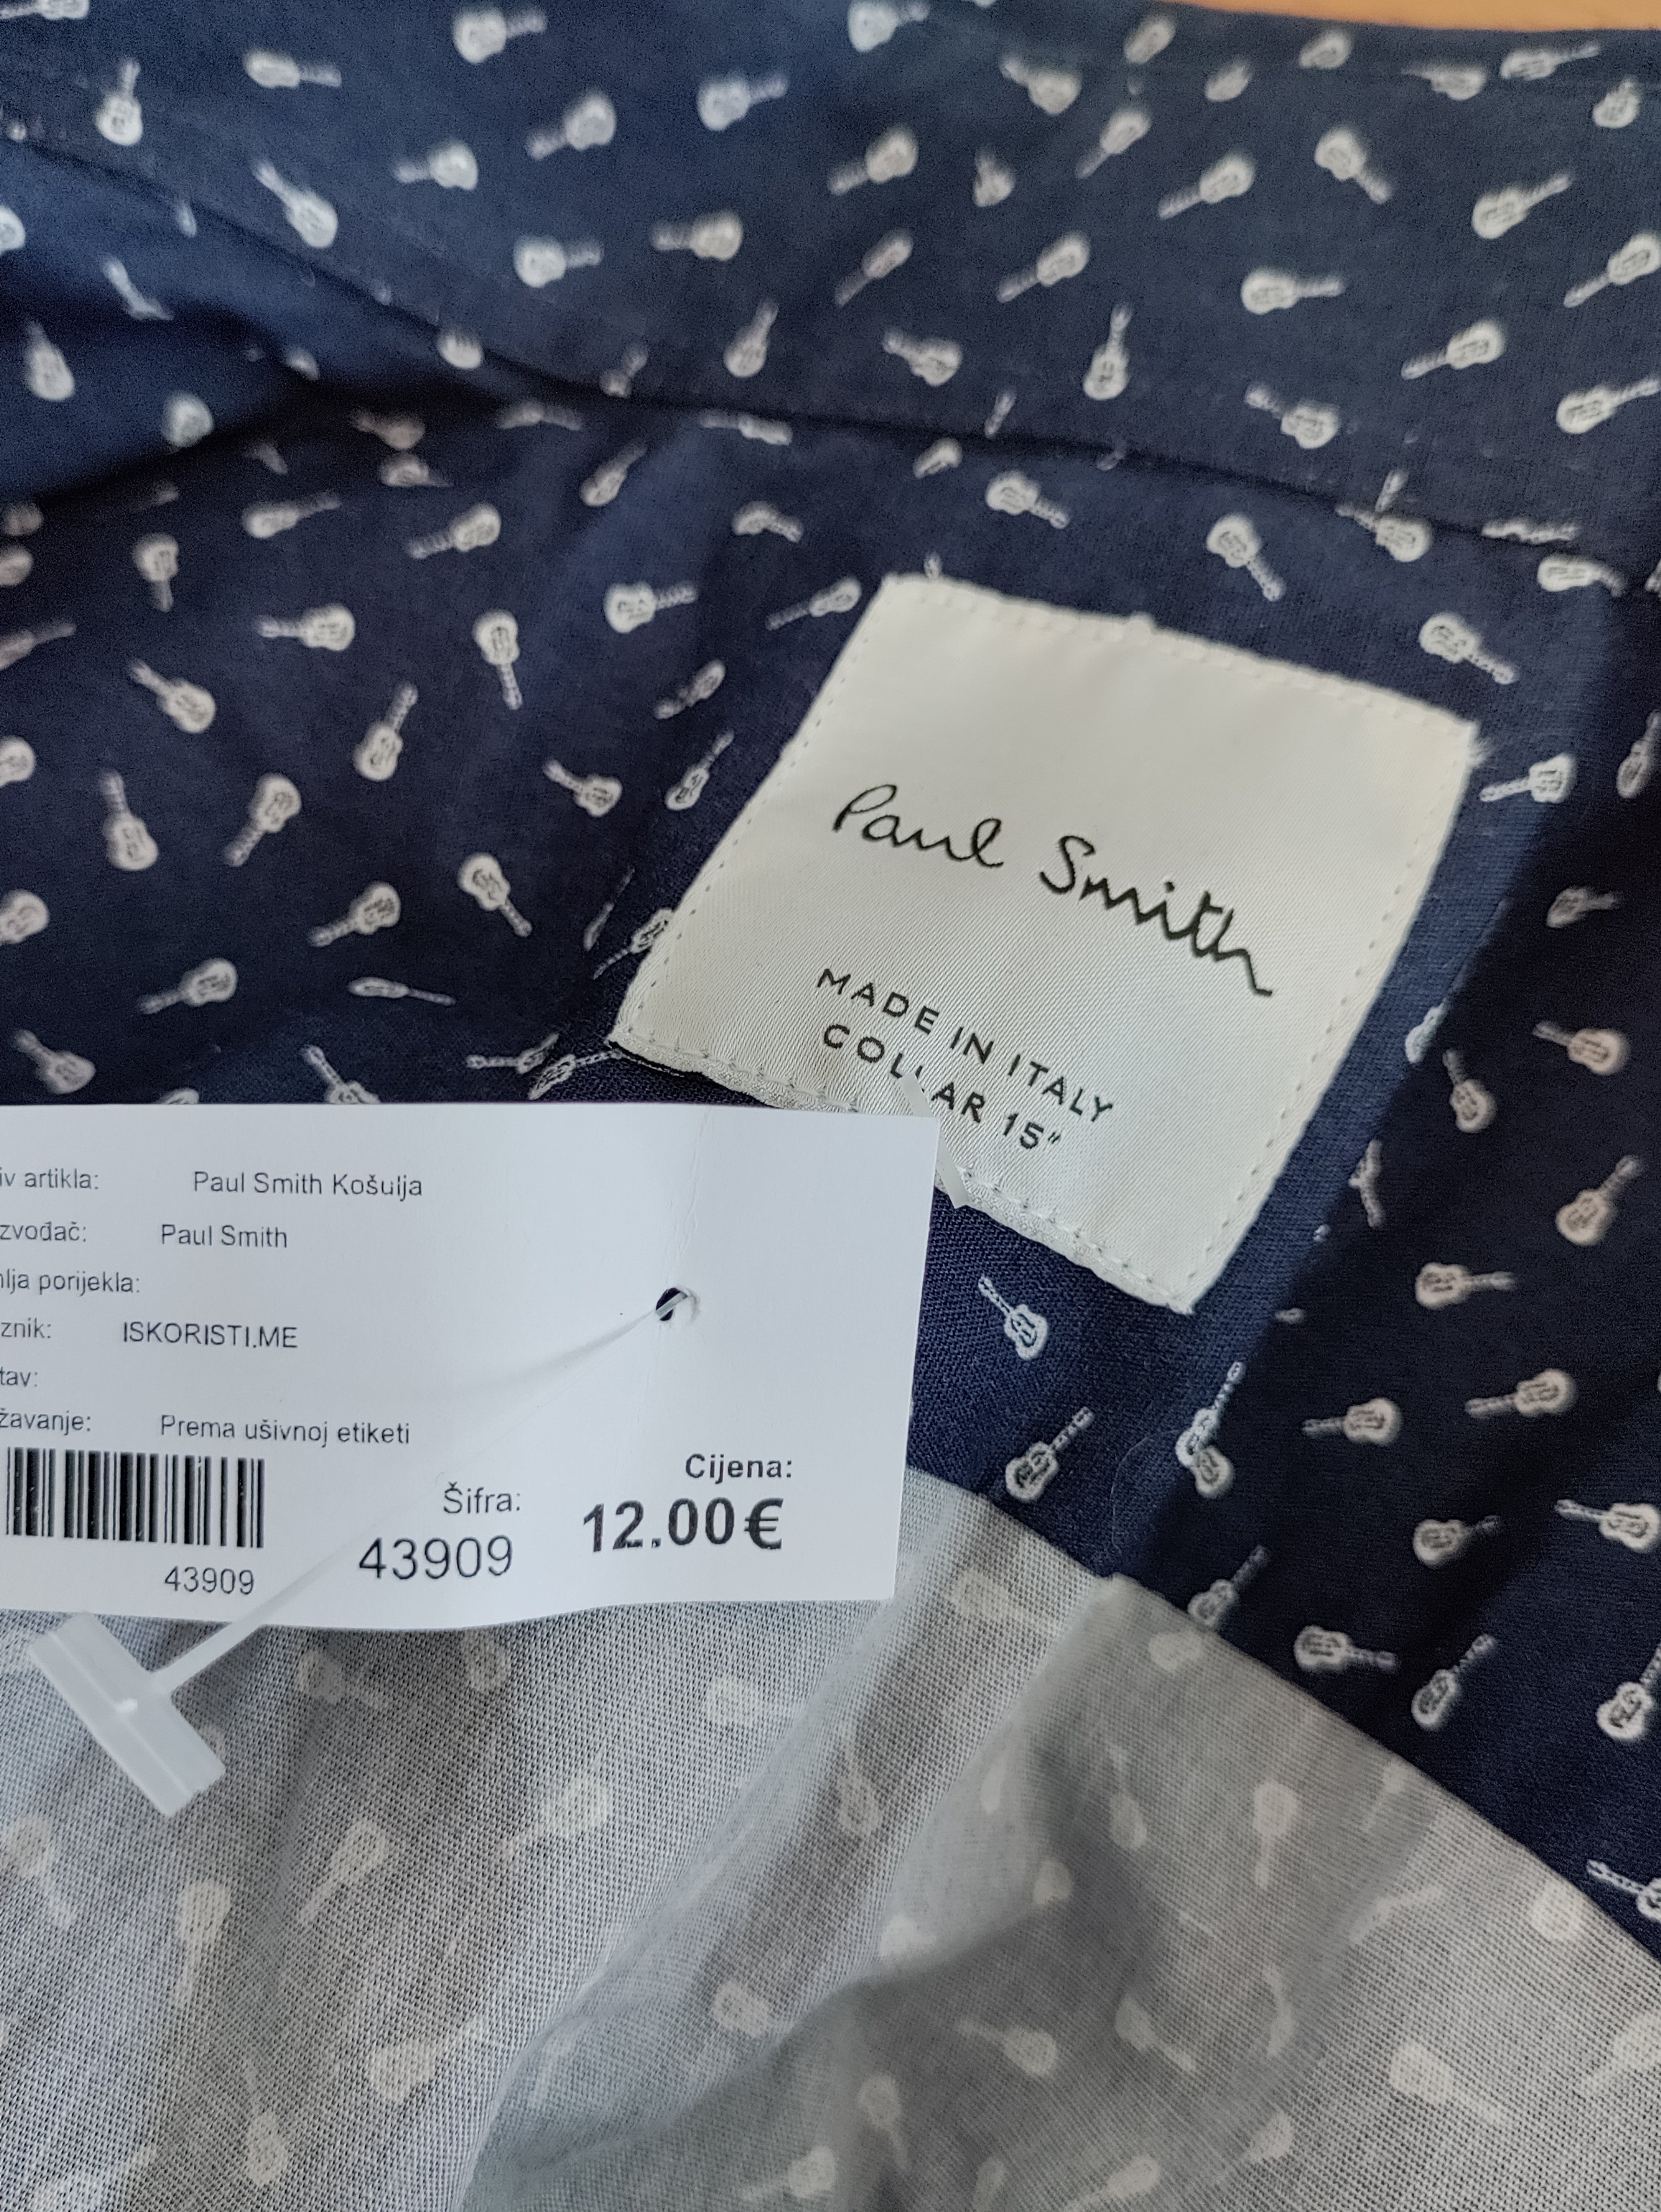 Paul Smith
MADE IN ITALY
COLLAR 15"
iv artikla: Paul Smith Košulja
zvođač: Paul Smith
lja porijekla:
znik: ISKORISTI.ME
tav:
žavanje: Prema ušivnoj etiketi
Cijena:
Šifra:
12.00€
43909
43909